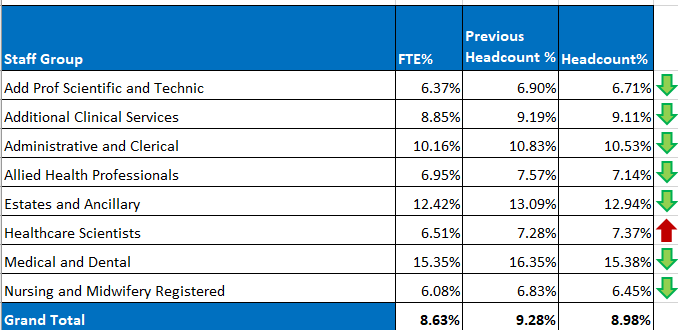 Staff Group FTE% Previous Headcount % Headcount%
Add Prof Scientific and Technic 6.37% 6.90% 6.71%
Additional Clinical Services 8.85% 9.19% 9.11%
Administrative and Clerical 10.16% 10.83% 10.53%
Allied Health Professionals 6.95% 7.57% 7.14%
Estates and Ancillary 12.42% 13.09% 12.94%
Healthcare Scientists 6.51% 7.28% 7.37%
Medical and Dental 15.35% 16.35% 15.38%
Nursing and Midwifery Registered 6.08% 6.83% 6.45%
Grand Total 8.63% 9.28% 8.98%